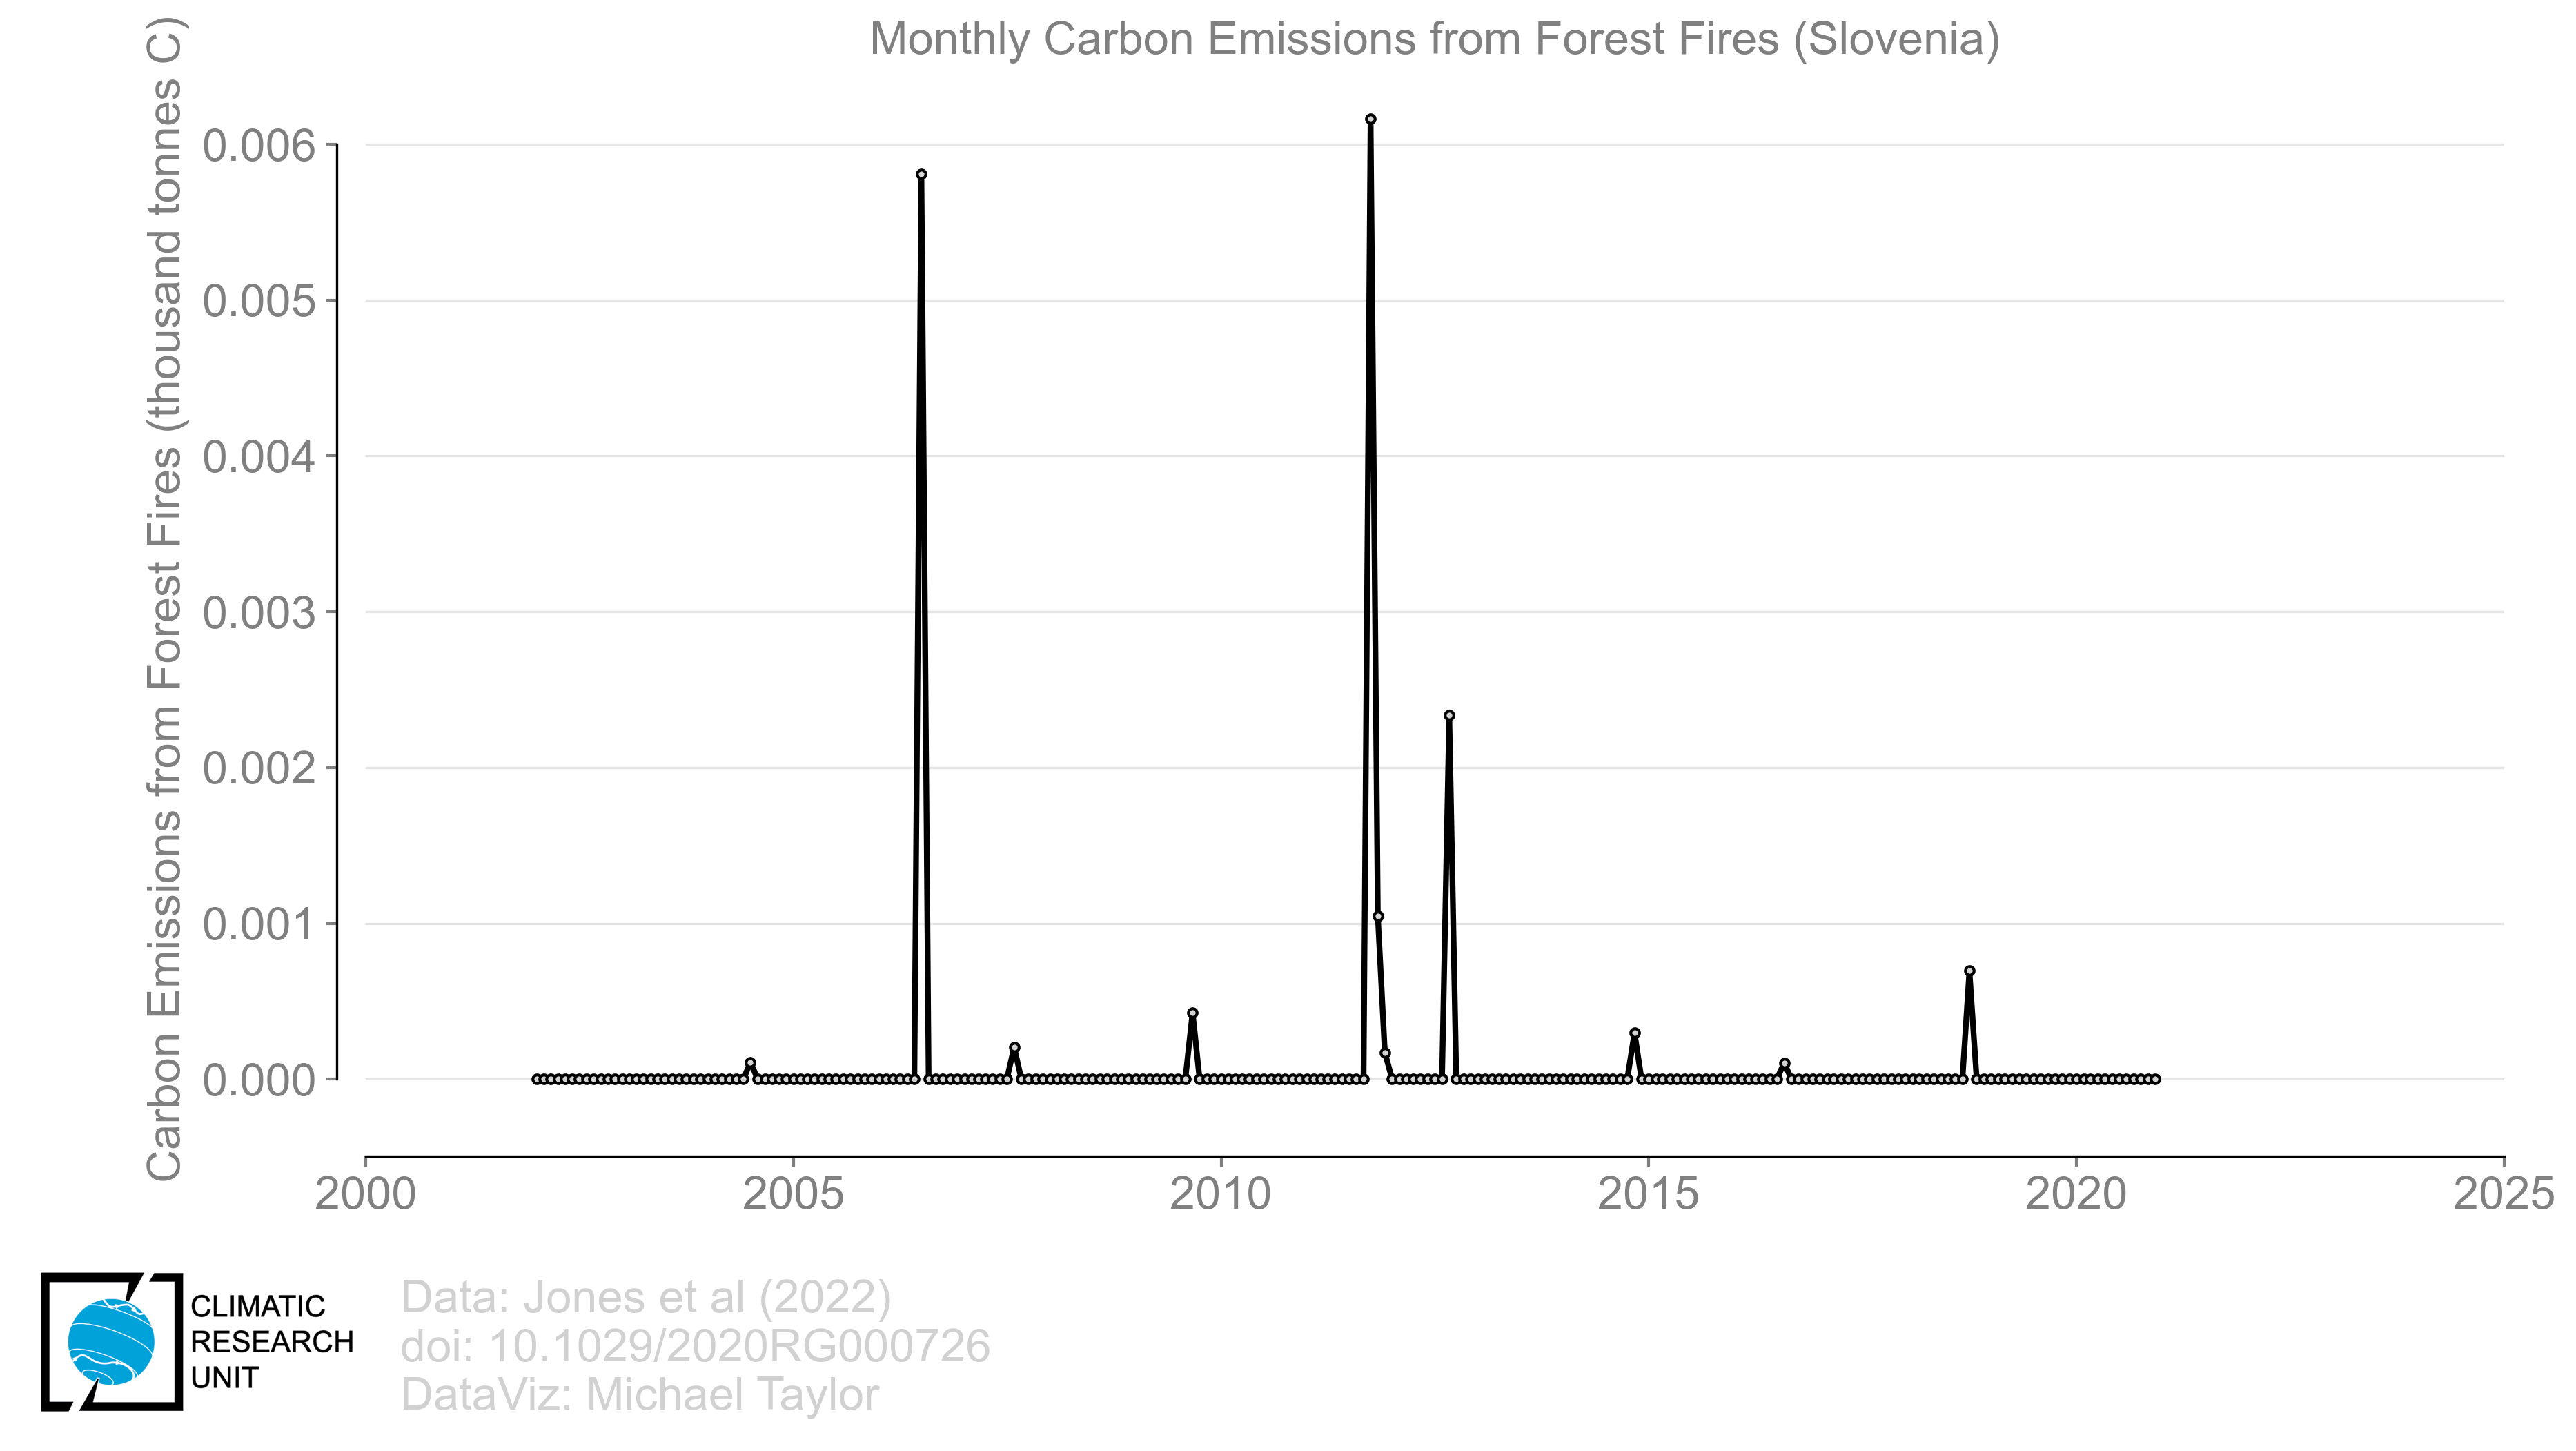 Monthly Carbon Emissions from Forest Fires (Slovenia)
Carbon Emissions from Forest Fires (thousand tonnes C)
0.006
0.005
0.004
0.003
0.002
0.001
0.000
2000 2005 2010 2015 2020 2025
CLIMATIC
RESEARCH
UNIT
Data: Jones et al (2022)
doi: 10.1029/2020RG000726
DataViz: Michael Taylor